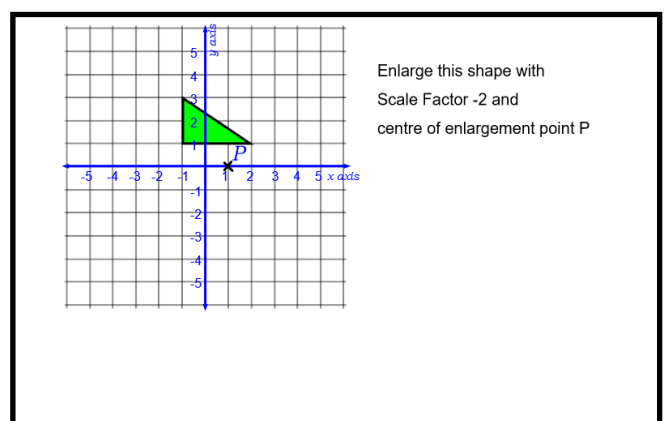 y axis
5
4
3
2
1
P
-5 -4 -3 -2 -1 1 2 3 4 5 x axis
-1
-2
-3
-4
-5
Enlarge this shape with
Scale Factor -2 and
centre of enlargement point P